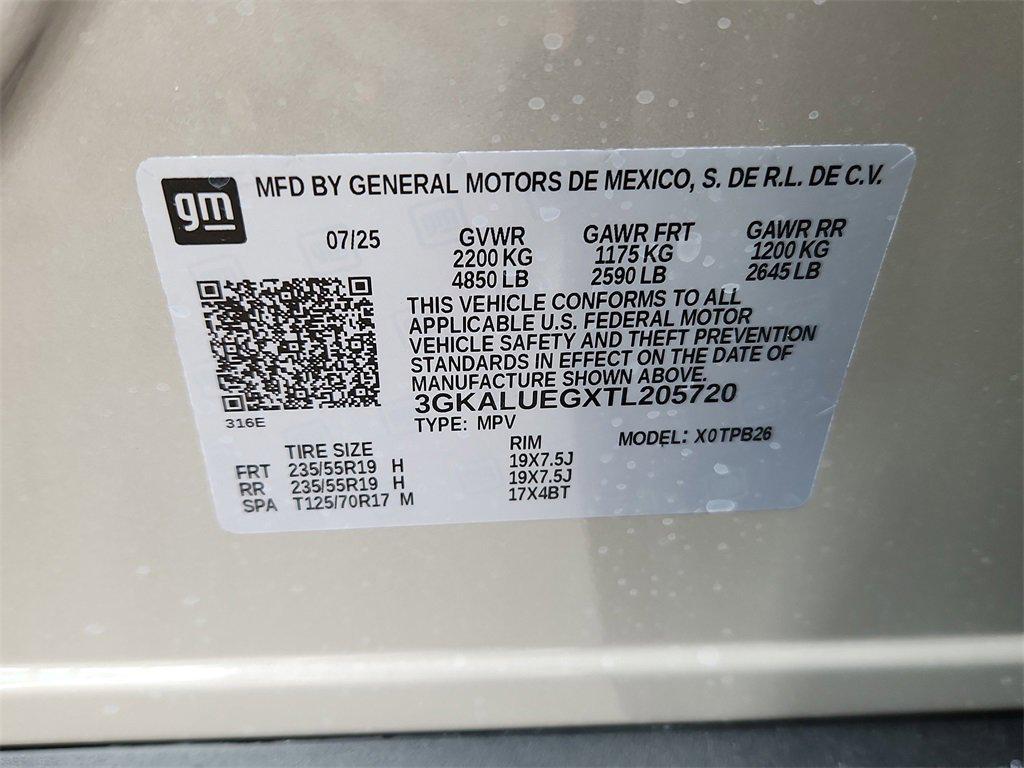 gm
MFD BY GENERAL MOTORS DE MEXICO, S. DE R.L. DE C.V.
07/25 GVWR GAWR FRT GAWR RR
2200 KG 1175 KG 1200 KG
4850 LB 2590 LB 2645 LB
THIS VEHICLE CONFORMS TO ALL
APPLICABLE U.S. FEDERAL MOTOR
VEHICLE SAFETY AND THEFT PREVENTION
STANDARDS IN EFFECT ON THE DATE OF
MANUFACTURE SHOWN ABOVE.
3GKALUEGXTL205720
316E
TYPE: MPV MODEL: X0TPB26
TIRE SIZE RIM
FRT 235/55R19 H 19X7.5J
RR 235/55R19 H 19X7.5J
SPA T125/70R17 M 17X4BT